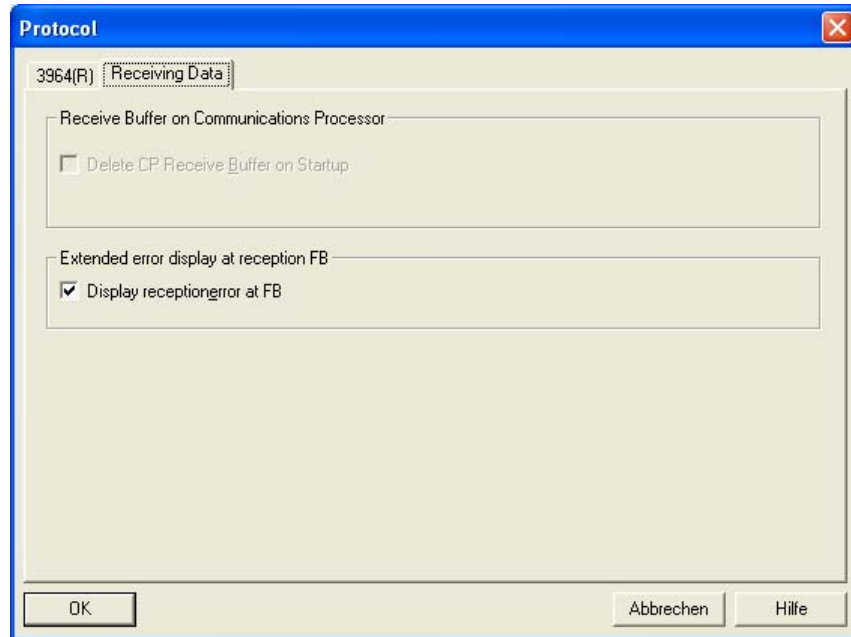 Protocol
3964(R) Receiving Data
Receive Buffer on Communications Processor
Delete CP Receive Buffer on Startup
Extended error display at reception FB
Display receptionerror at FB
OK Abbrechen Hilfe